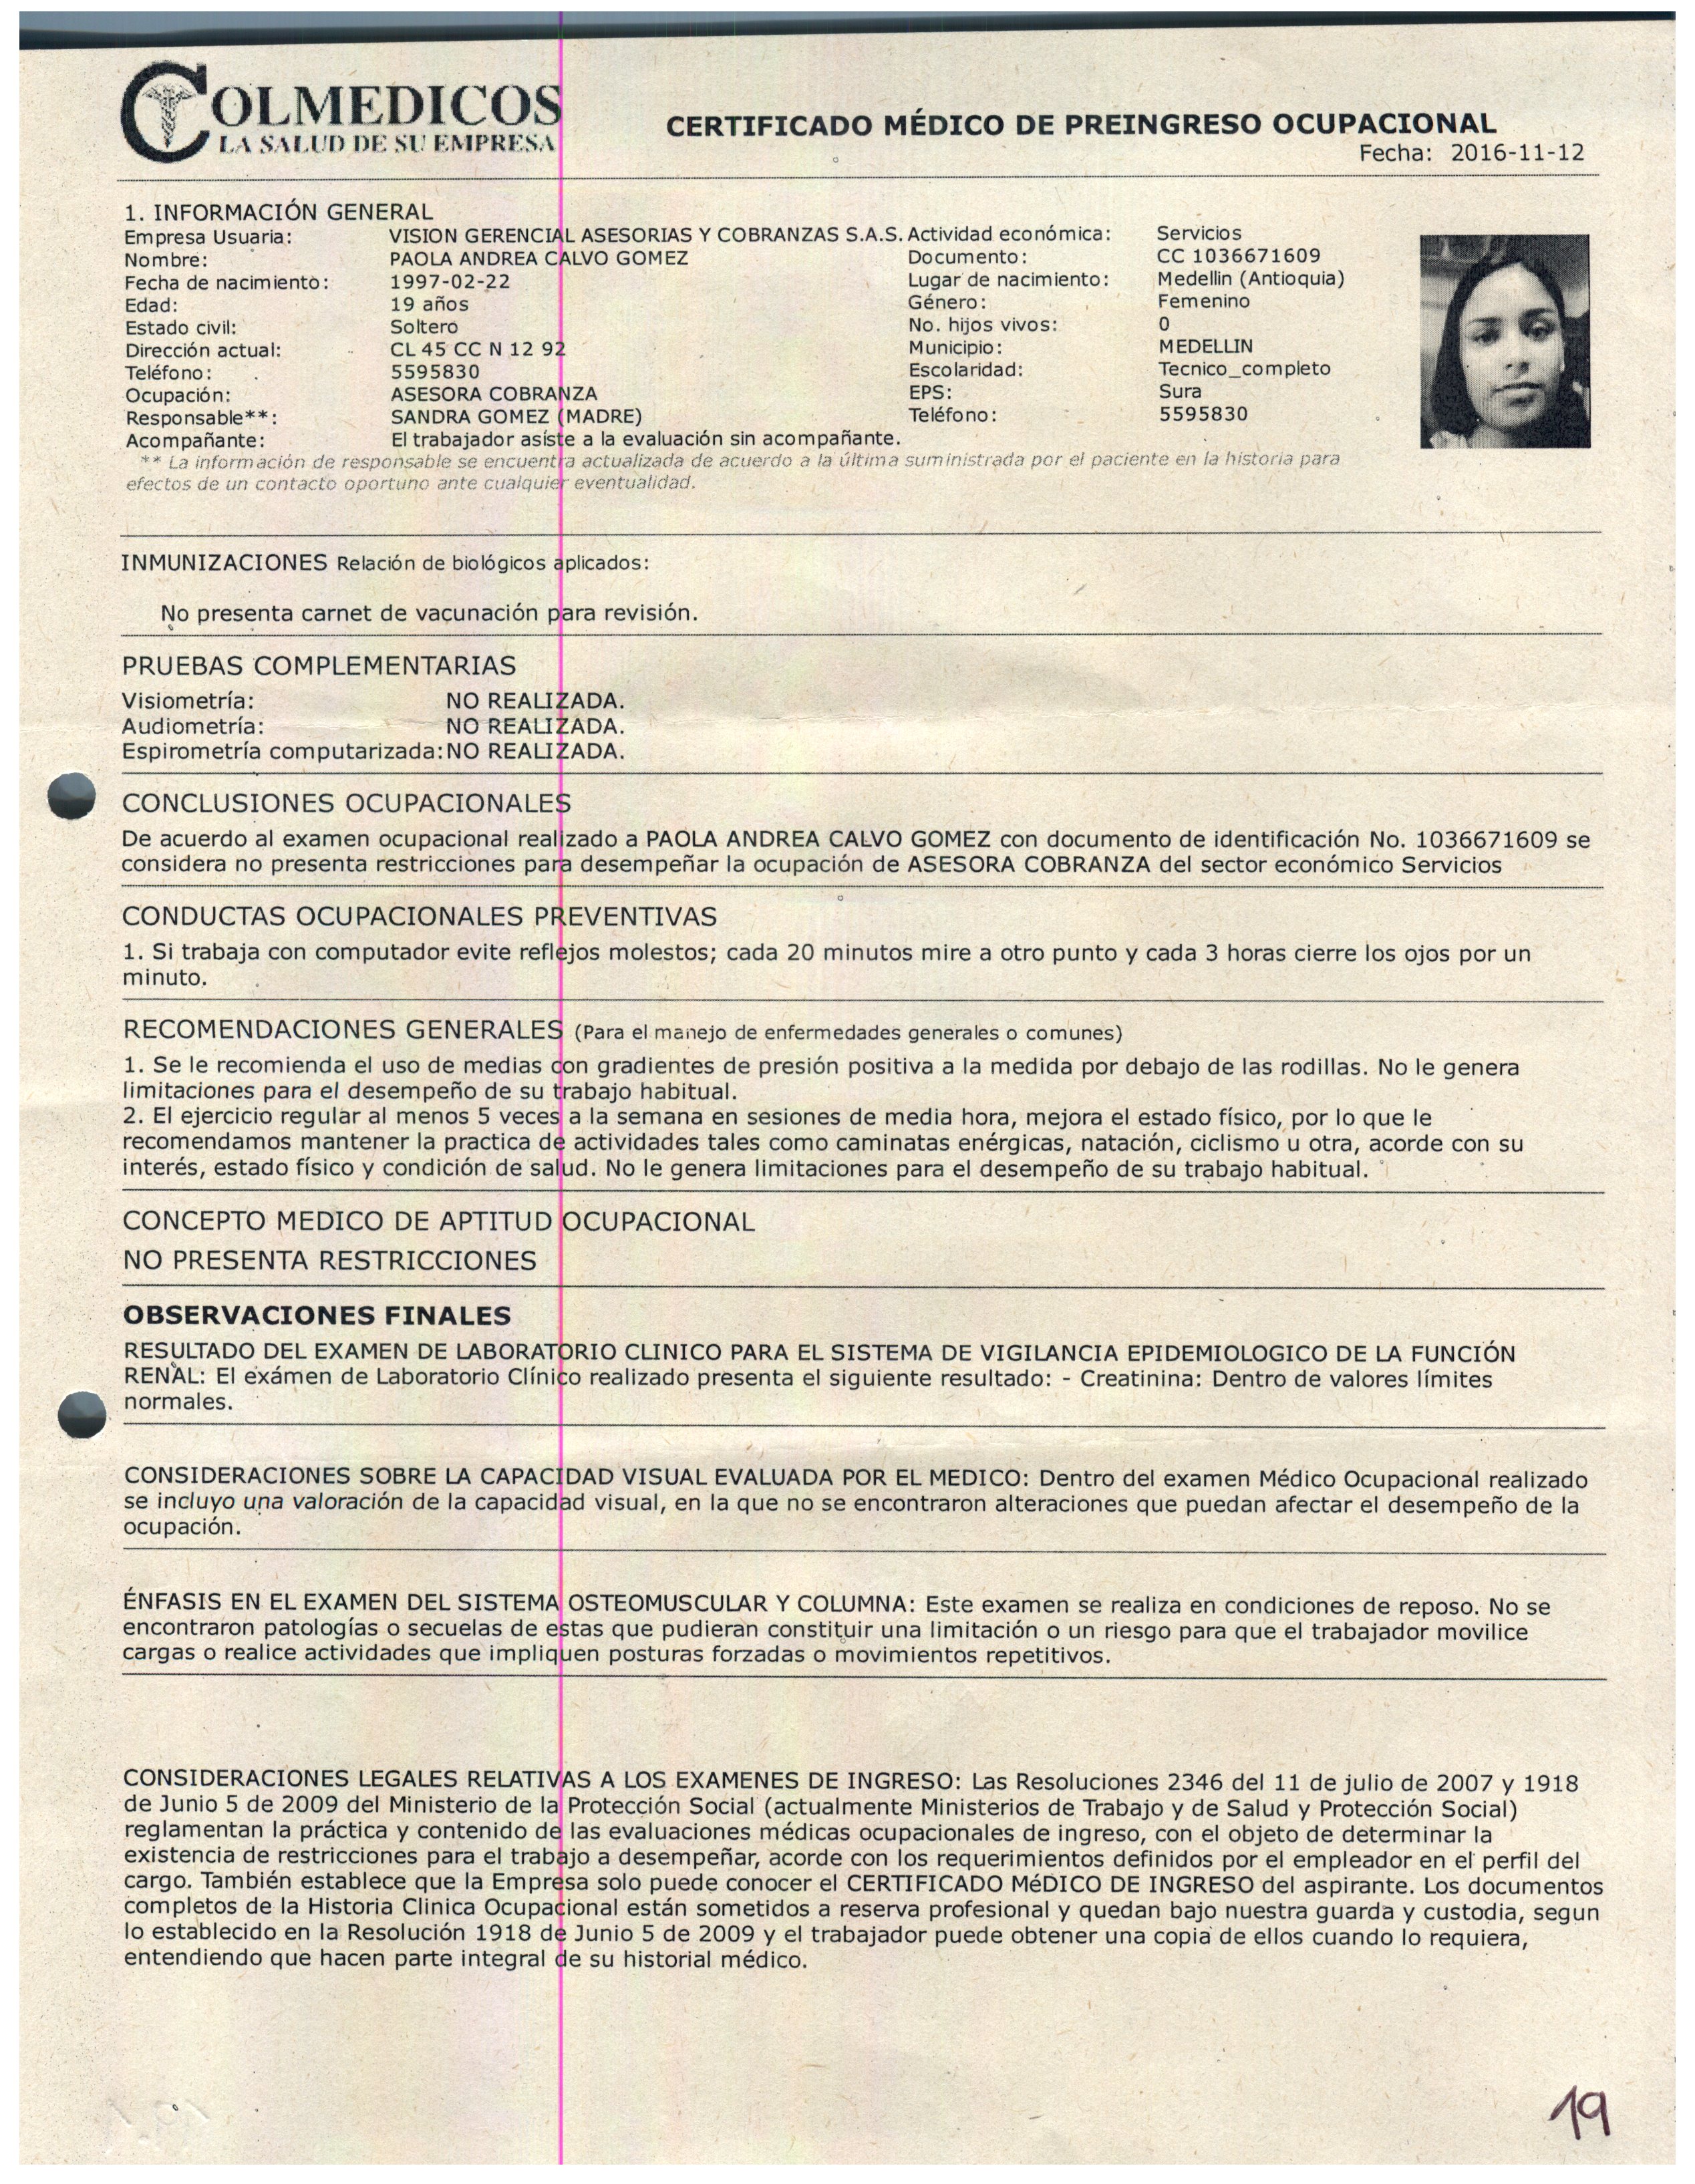 COLMEDICOS
LA SALUD DE SU EMPRESA
CERTIFICADO MÉDICO DE PREINGRESO OCUPACIONAL
Fecha: 2016-11-12
1. INFORMACIÓN GENERAL
Empresa Usuaria: VISION GERENCIAL ASESORIAS Y COBRANZAS S.A.S. Actividad económica: Servicios
Nombre: PAOLA ANDREA CALVO GOMEZ Documento: CC 1036671609
Fecha de nacimiento: 1997-02-22 Lugar de nacimiento: Medellin (Antioquia)
Edad: 19 años Género: Femenino
Estado civil: Soltero No. hijos vivos: 0
Dirección actual: CL 45 CC N 12 92 Municipio: MEDELLIN
Teléfono: 5595830 Escolaridad: Tecnico_completo
Ocupación: ASESORA COBRANZA EPS: Sura
Responsable**: SANDRA GOMEZ (MADRE) Teléfono: 5595830
Acompañante: El trabajador asiste a la evaluación sin acompañante.
** La información de responsable se encuentra actualizada de acuerdo a la última suministrada por el paciente en la historia para
efectos de un contacto oportuno ante cualquier eventualidad.
INMUNIZACIONES Relación de biológicos aplicados:
No presenta carnet de vacunación para revisión.
PRUEBAS COMPLEMENTARIAS
Visiometría: NO REALIZADA.
Audiometría: NO REALIZADA.
Espirometría computarizada: NO REALIZADA.
CONCLUSIONES OCUPACIONALES
De acuerdo al examen ocupacional realizado a PAOLA ANDREA CALVO GOMEZ con documento de identificación No. 1036671609 se
considera no presenta restricciones para desempeñar la ocupación de ASESORA COBRANZA del sector económico Servicios
CONDUCTAS OCUPACIONALES PREVENTIVAS
1. Si trabaja con computador evite reflejos molestos; cada 20 minutos mire a otro punto y cada 3 horas cierre los ojos por un
minuto.
RECOMENDACIONES GENERALES (Para el manejo de enfermedades generales o comunes)
1. Se le recomienda el uso de medias con gradientes de presión positiva a la medida por debajo de las rodillas. No le genera
limitaciones para el desempeño de su trabajo habitual.
2. El ejercicio regular al menos 5 veces a la semana en sesiones de media hora, mejora el estado físico, por lo que le
recomendamos mantener la practica de actividades tales como caminatas enérgicas, natación, ciclismo u otra, acorde con su
interés, estado físico y condición de salud. No le genera limitaciones para el desempeño de su trabajo habitual.
CONCEPTO MEDICO DE APTITUD OCUPACIONAL
NO PRESENTA RESTRICCIONES
OBSERVACIONES FINALES
RESULTADO DEL EXAMEN DE LABORATORIO CLINICO PARA EL SISTEMA DE VIGILANCIA EPIDEMIOLOGICO DE LA FUNCIÓN
RENAL: El exámen de Laboratorio Clínico realizado presenta el siguiente resultado: - Creatinina: Dentro de valores límites
normales.
CONSIDERACIONES SOBRE LA CAPACIDAD VISUAL EVALUADA POR EL MEDICO: Dentro del examen Médico Ocupacional realizado
se incluyo una valoración de la capacidad visual, en la que no se encontraron alteraciones que puedan afectar el desempeño de la
ocupación.
ÉNFASIS EN EL EXAMEN DEL SISTEMA OSTEOMUSCULAR Y COLUMNA: Este examen se realiza en condiciones de reposo. No se
encontraron patologías o secuelas de estas que pudieran constituir una limitación o un riesgo para que el trabajador movilice
cargas o realice actividades que impliquen posturas forzadas o movimientos repetitivos.
CONSIDERACIONES LEGALES RELATIVAS A LOS EXAMENES DE INGRESO: Las Resoluciones 2346 del 11 de julio de 2007 y 1918
de Junio 5 de 2009 del Ministerio de la Protección Social (actualmente Ministerios de Trabajo y de Salud y Protección Social)
reglamentan la práctica y contenido de las evaluaciones médicas ocupacionales de ingreso, con el objeto de determinar la
existencia de restricciones para el trabajo a desempeñar, acorde con los requerimientos definidos por el empleador en el perfil del
cargo. También establece que la Empresa solo puede conocer el CERTIFICADO MéDICO DE INGRESO del aspirante. Los documentos
completos de la Historia Clinica Ocupacional están sometidos a reserva profesional y quedan bajo nuestra guarda y custodia, segun
lo establecido en la Resolución 1918 de Junio 5 de 2009 y el trabajador puede obtener una copia de ellos cuando lo requiera,
entendiendo que hacen parte integral de su historial médico.
19